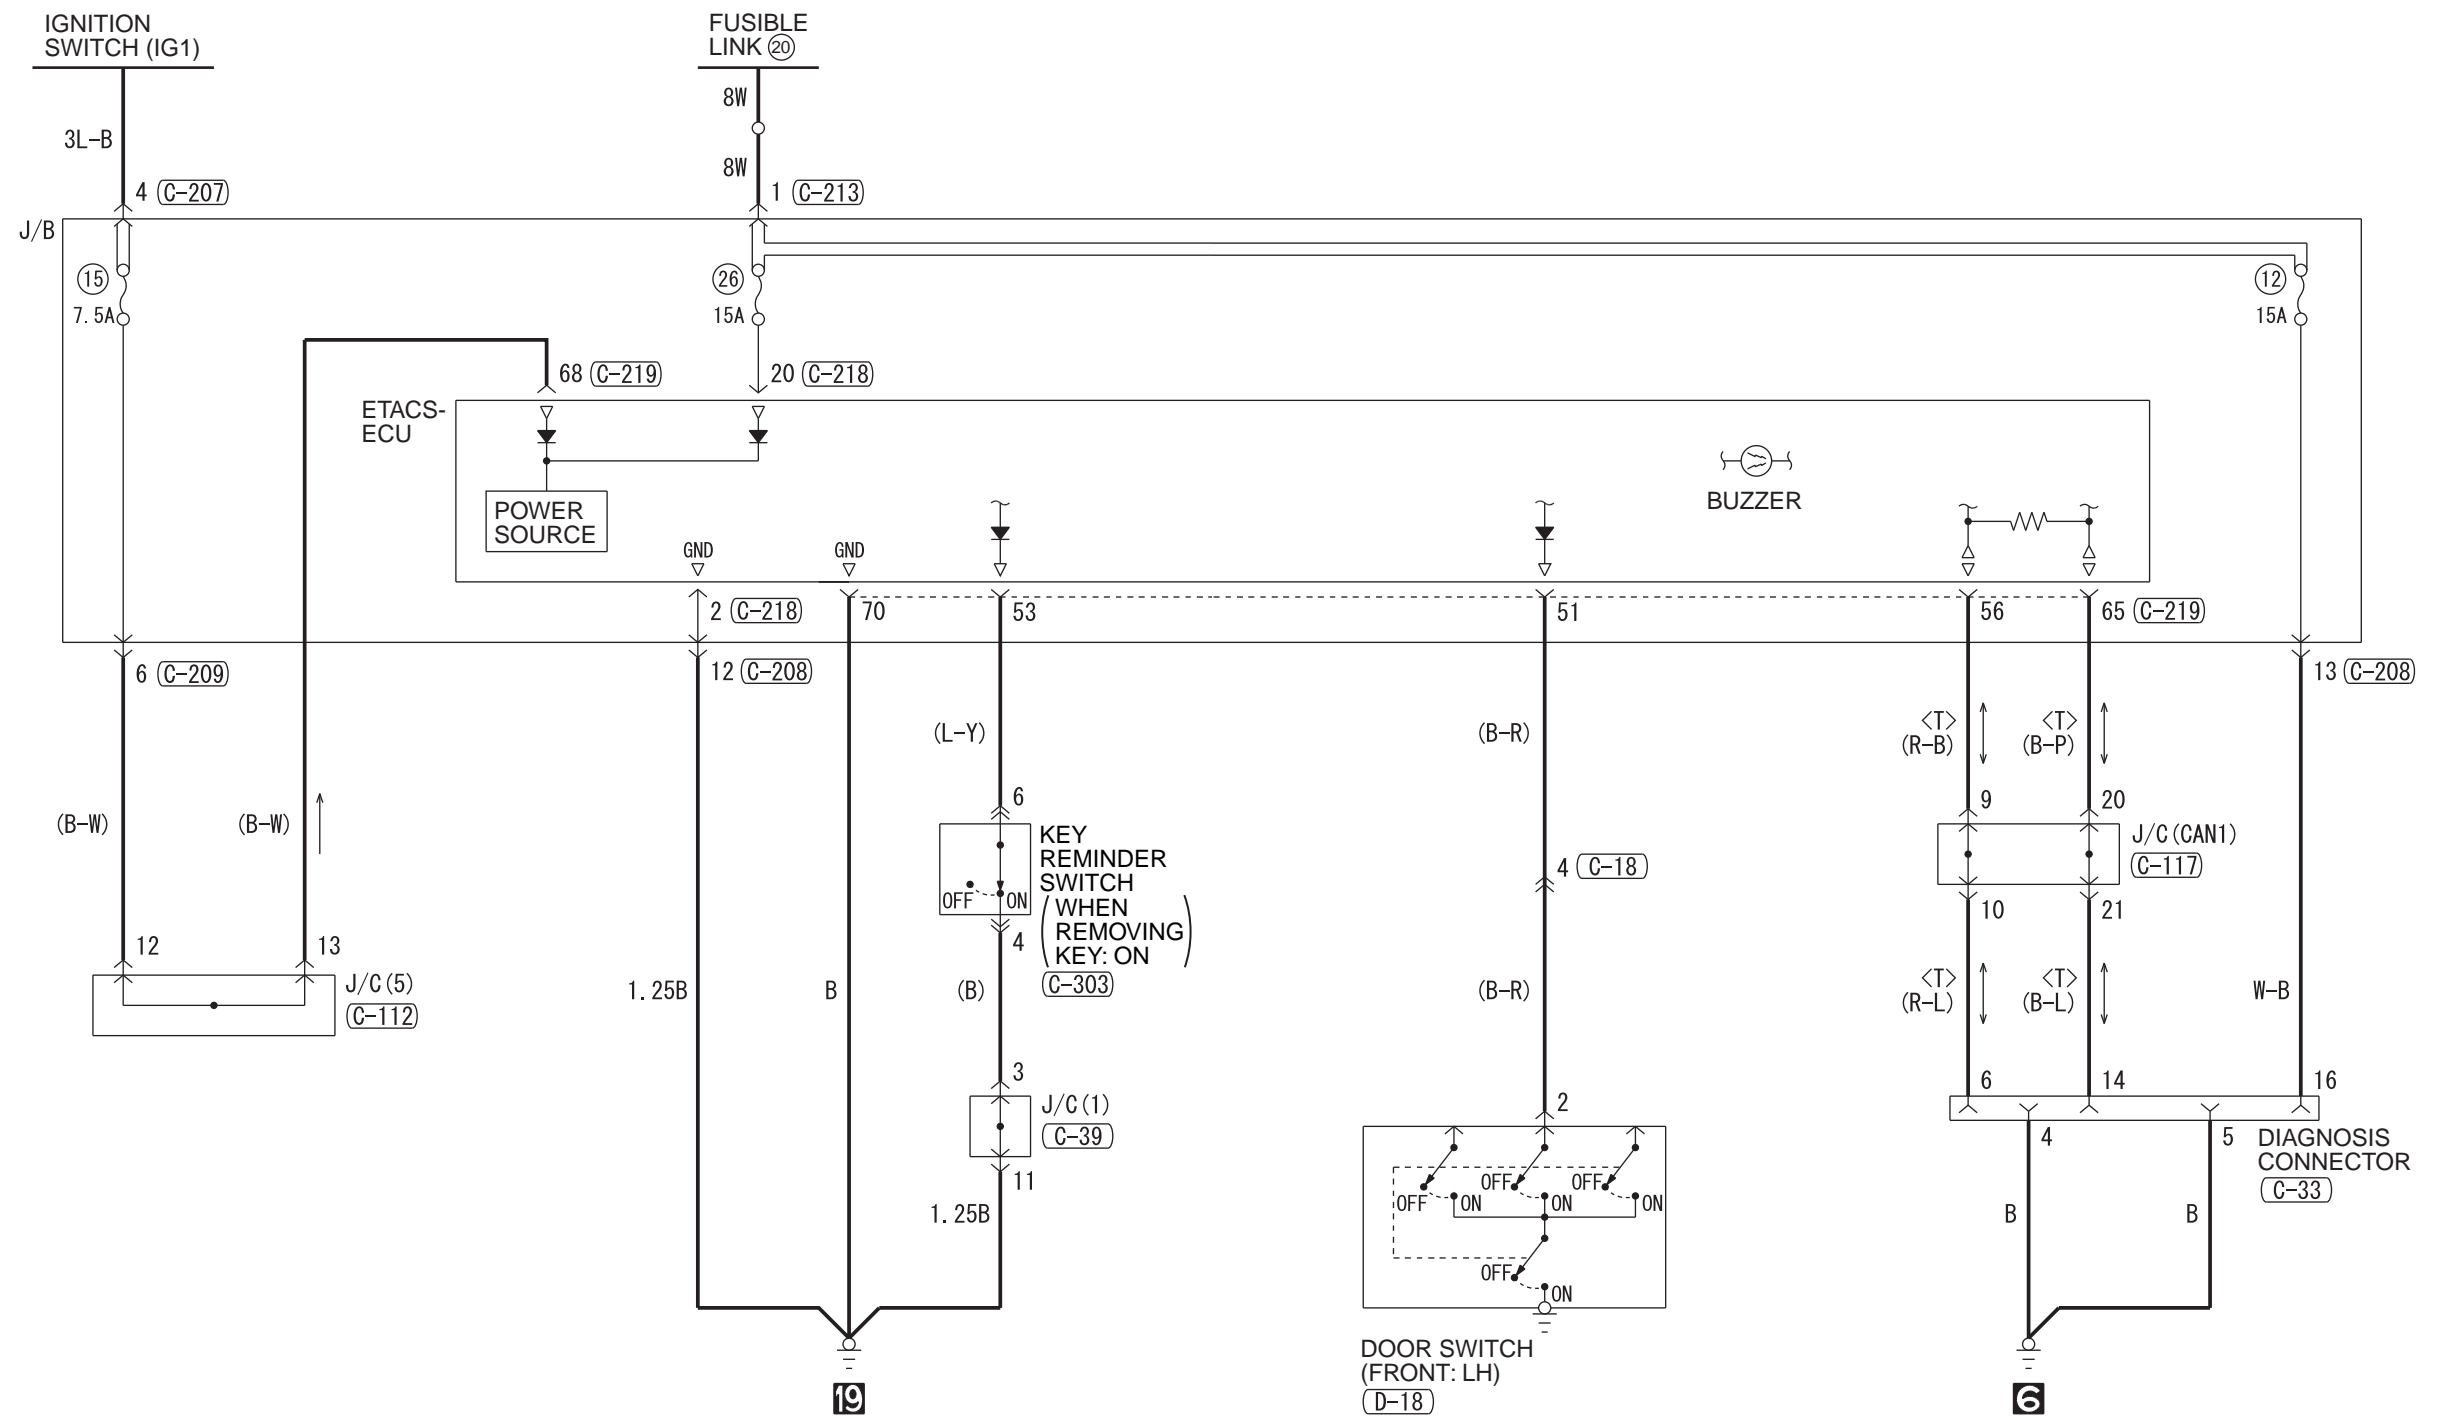 IGNITION
SWITCH (IG1)
FUSIBLE
LINK 20
8W
3L-B
8W
4 C-207
1 C-213
J/B
15
26
12
7.5A
15A
15A
68 C-219
20 C-218
ETACS-
ECU
BUZZER
POWER
SOURCE
GND
GND
2 C-218
70
53
51
56
65 C-219
6 C-209
12 C-208
13 C-208
(L-Y)
(B-R)
<T>
(R-B)
<T>
(B-P)
6
9
20
(B-W)
(B-W)
KEY
REMINDER
SWITCH
(WHEN
REMOVING
KEY: ON)
C-303
OFF
ON
4
4 C-18
J/C(CAN1)
C-117
10
21
12
13
J/C(5)
C-112
1.25B
B
(B)
(B-R)
<T>
(R-L)
<T>
(B-L)
W-B
3
J/C(1)
C-39
11
1.25B
2
OFF
ON
OFF
ON
OFF
ON
OFF
ON
6
14
16
4
5
DIAGNOSIS
CONNECTOR
C-33
B
B
DOOR SWITCH
(FRONT: LH)
D-18
19
6